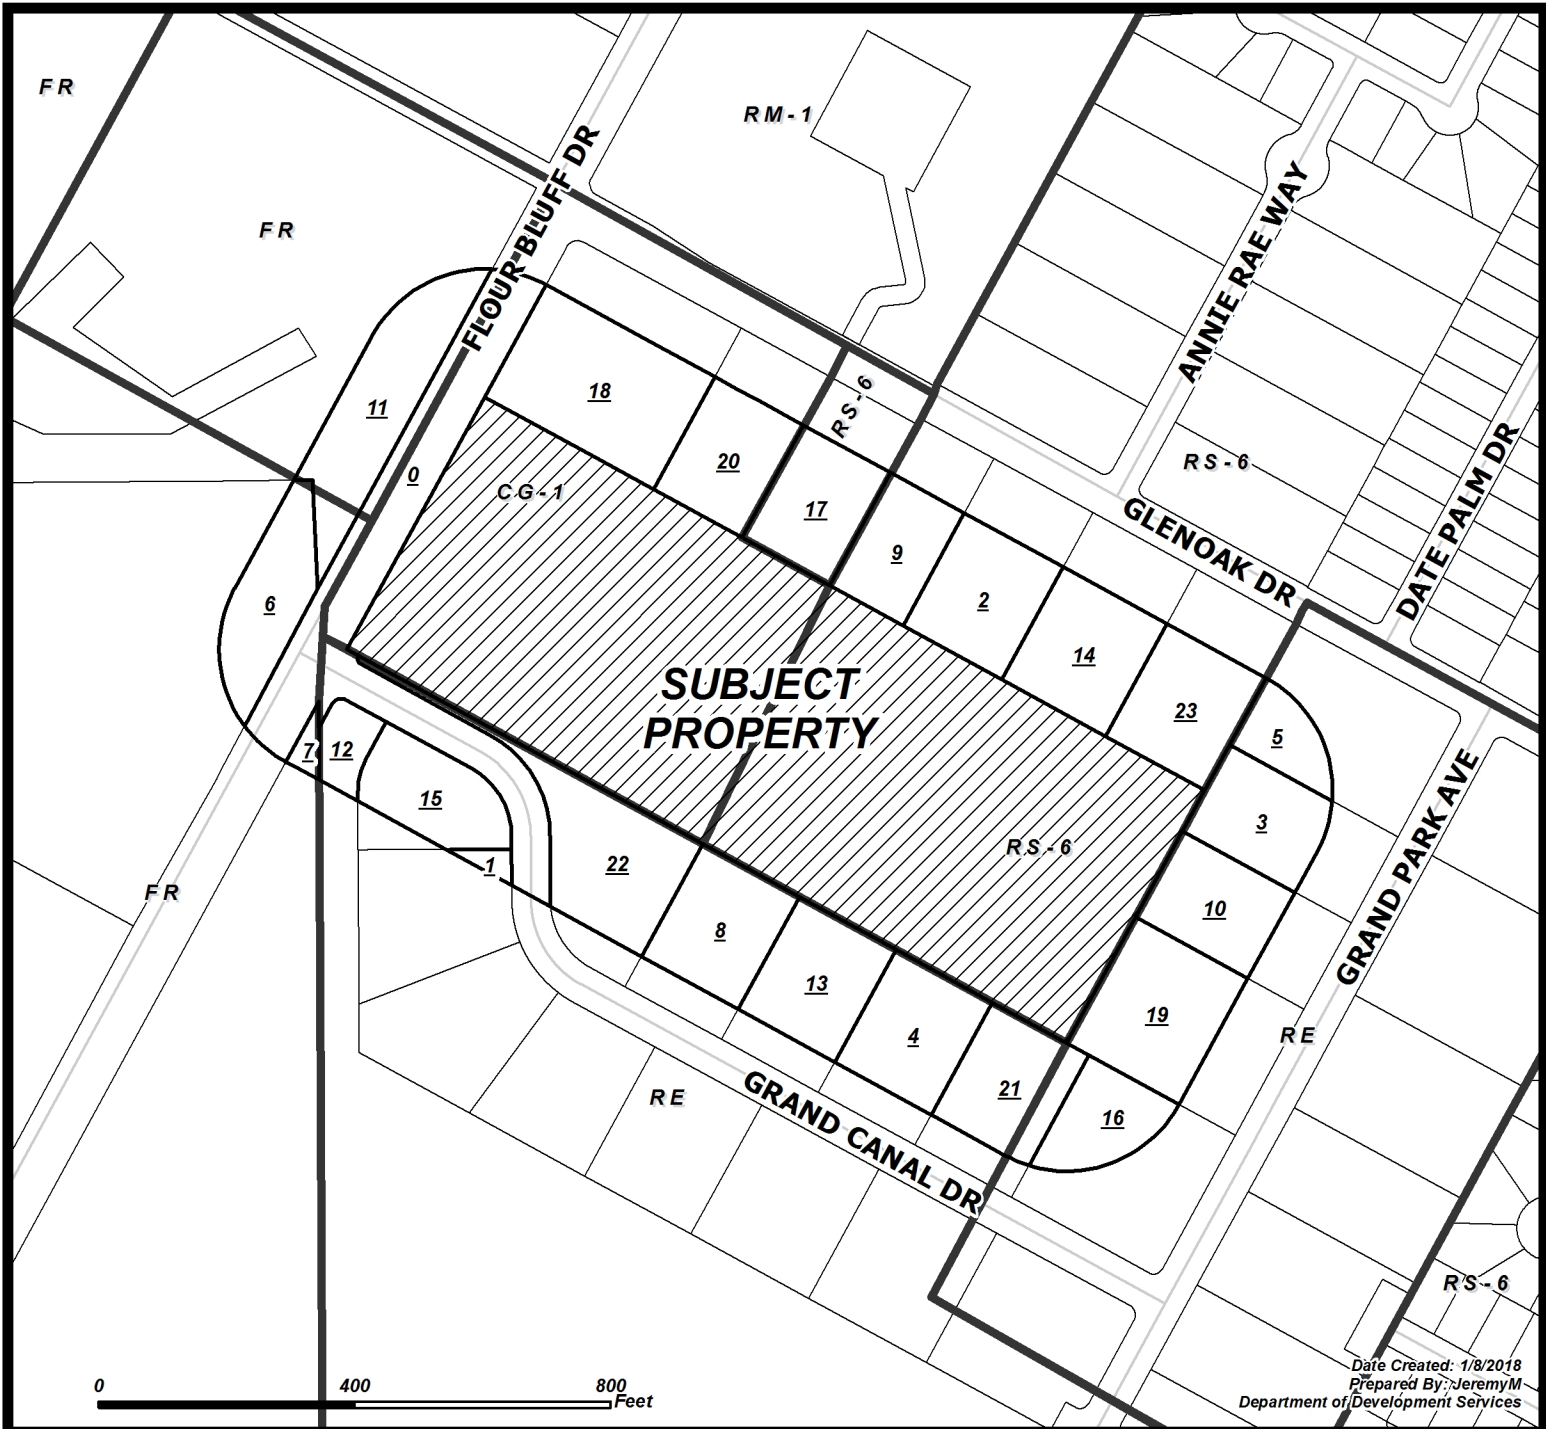 FR
RM-1
FLOUR BLUFF DR
ANNIE RAE WAY
FR
11
18
RS-6
20
0
CG-1
17
RS-6
DATE PALM DR
9
GLENOAK DR
6
2
14
SUBJECT
PROPERTY
23
5
7
12
15
3
1
22
RS-6
FR
10
GRAND PARK AVE
8
13
19
4
RE
21
16
RE
GRAND CANAL DR
RS-6
0
400
800
Feet
Date Created: 1/8/2018
Prepared By: JeremyM
Department of Development Services